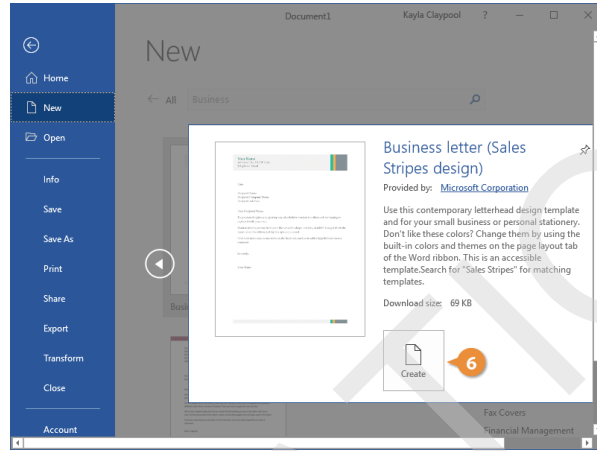 Document1
Kayla Claypool
?
New
Home
New
Open
Info
Save
Save As
Print
Share
Export
Transform
Close
Account
All
Business
Business letter (Sales
Stripes design)
Provided by: Microsoft Corporation
Use this contemporary letterhead design template
and for your small business or personal stationery.
Don't like these colors? Change them by using the
built-in colors and themes on the page layout tab
of the Word ribbon. This is an accessible
template.Search for "Sales Stripes" for matching
templates.
Download size: 69 KB
Create
6
Busi
Fax Covers
Financial Management